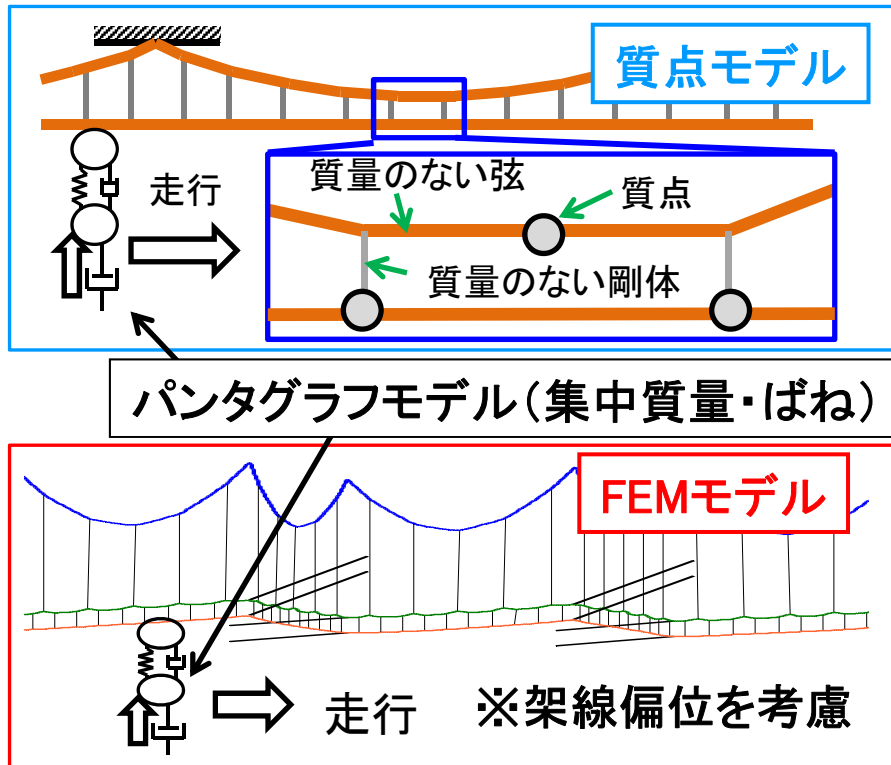 質点モデル
走行
質量のない弦
質点
質量のない剛体
パンタグラフモデル(集中質量・ばね)
FEMモデル
走行
※架線偏位を考慮